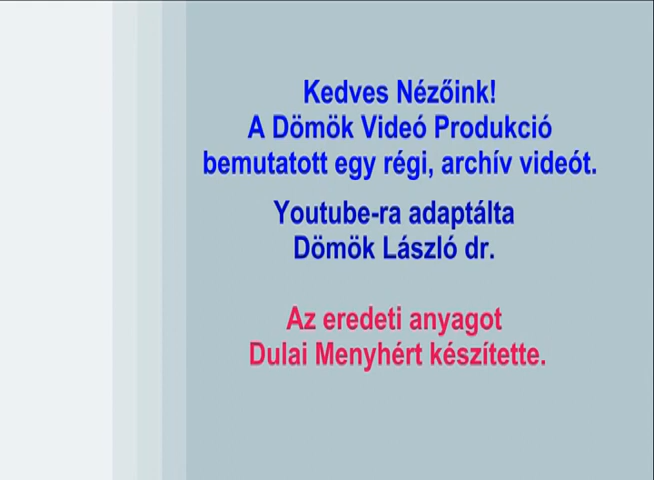 Kedves Nézőink!
A Dömök Videó Produkció
bemutatott egy régi, archív videót.
Youtube-ra adaptálta
Dömök László dr.
Az eredeti anyagot
Dulai Menyhért készítette.